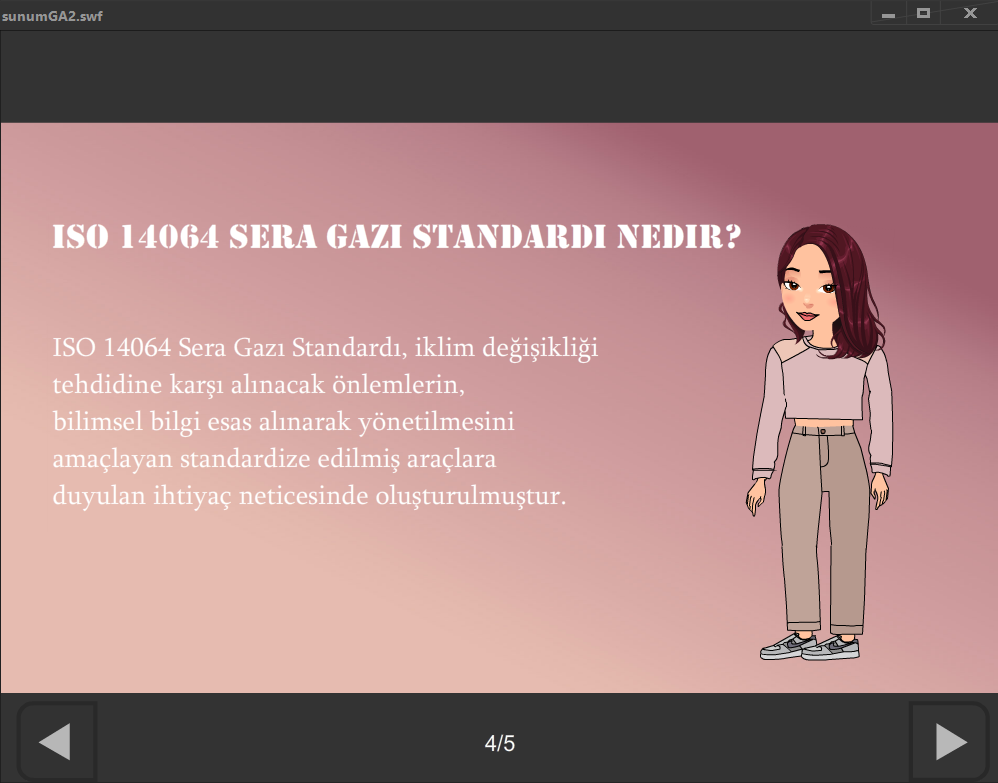 sunumGA2.swf
ISO 14064 SERA GAZI STANDARDI NEDIR?
ISO 14064 Sera Gazı Standardı, iklim değişikliği
tehdidine karşı alınacak önlemlerin,
bilimsel bilgi esas alınarak yönetilmesini
amaçlayan standardize edilmiş araçlara
duyulan ihtiyaç neticesinde oluşturulmuştur.
4/5